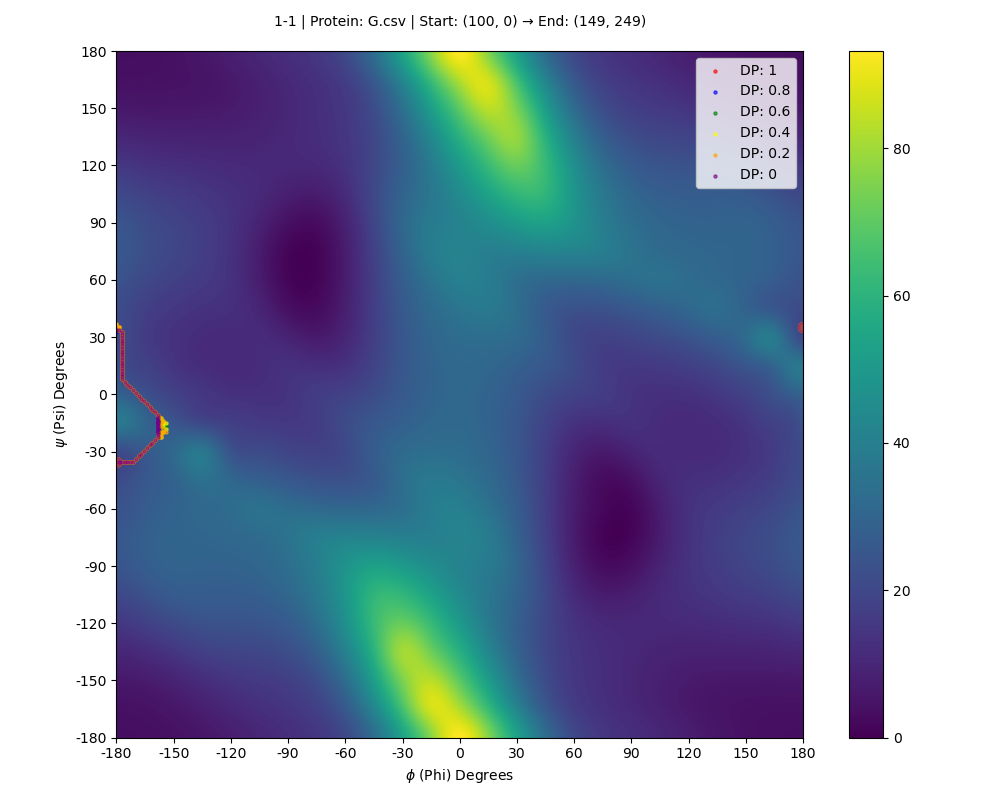 1-1 | Protein: G.csv | Start: (100, 0) → End: (149, 249)
DP: 1
DP: 0.8
DP: 0.6
DP: 0.4
DP: 0.2
DP: 0
180
150
120
90
60
30
0
-30
-60
-90
-120
-150
-180
ψ (Psi) Degrees
-180 -150 -120 -90 -60 -30 0 30 60 90 120 150 180
ϕ (Phi) Degrees
80
60
40
20
0